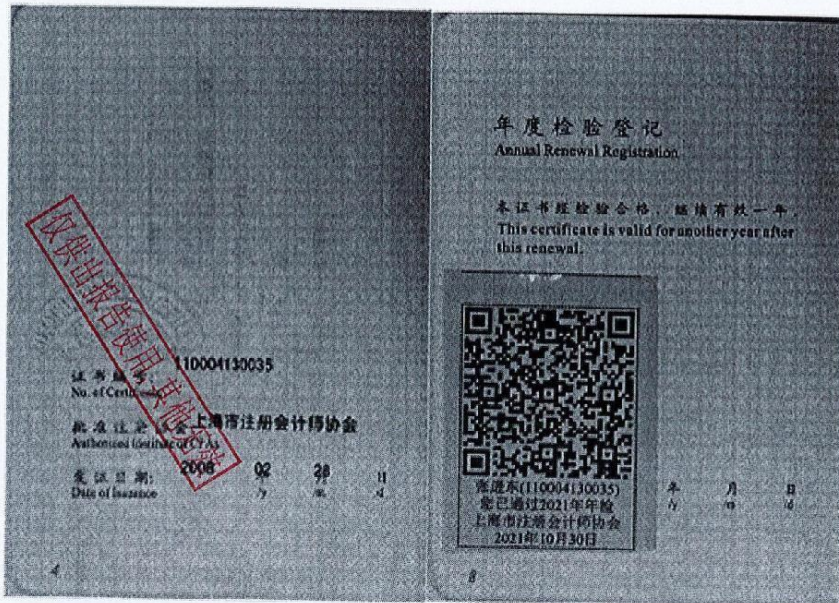 证书编号: 110004130035
No. of Certificate
批准注册协会: 上海市注册会计师协会
Authorized Institute of CPAs
发证日期: 2008 年 02 月 28 日
Date of Issuance /y /m /d
4
仅供出报告使用,其他无效
年度检验登记
Annual Renewal Registration
本证书经检验合格,继续有效一年。
This certificate is valid for another year after
this renewal.
(110004130035)
您已通过2021年年检
上海市注册会计师协会
2021年10月30日
年 月 日
/y /m /d
8